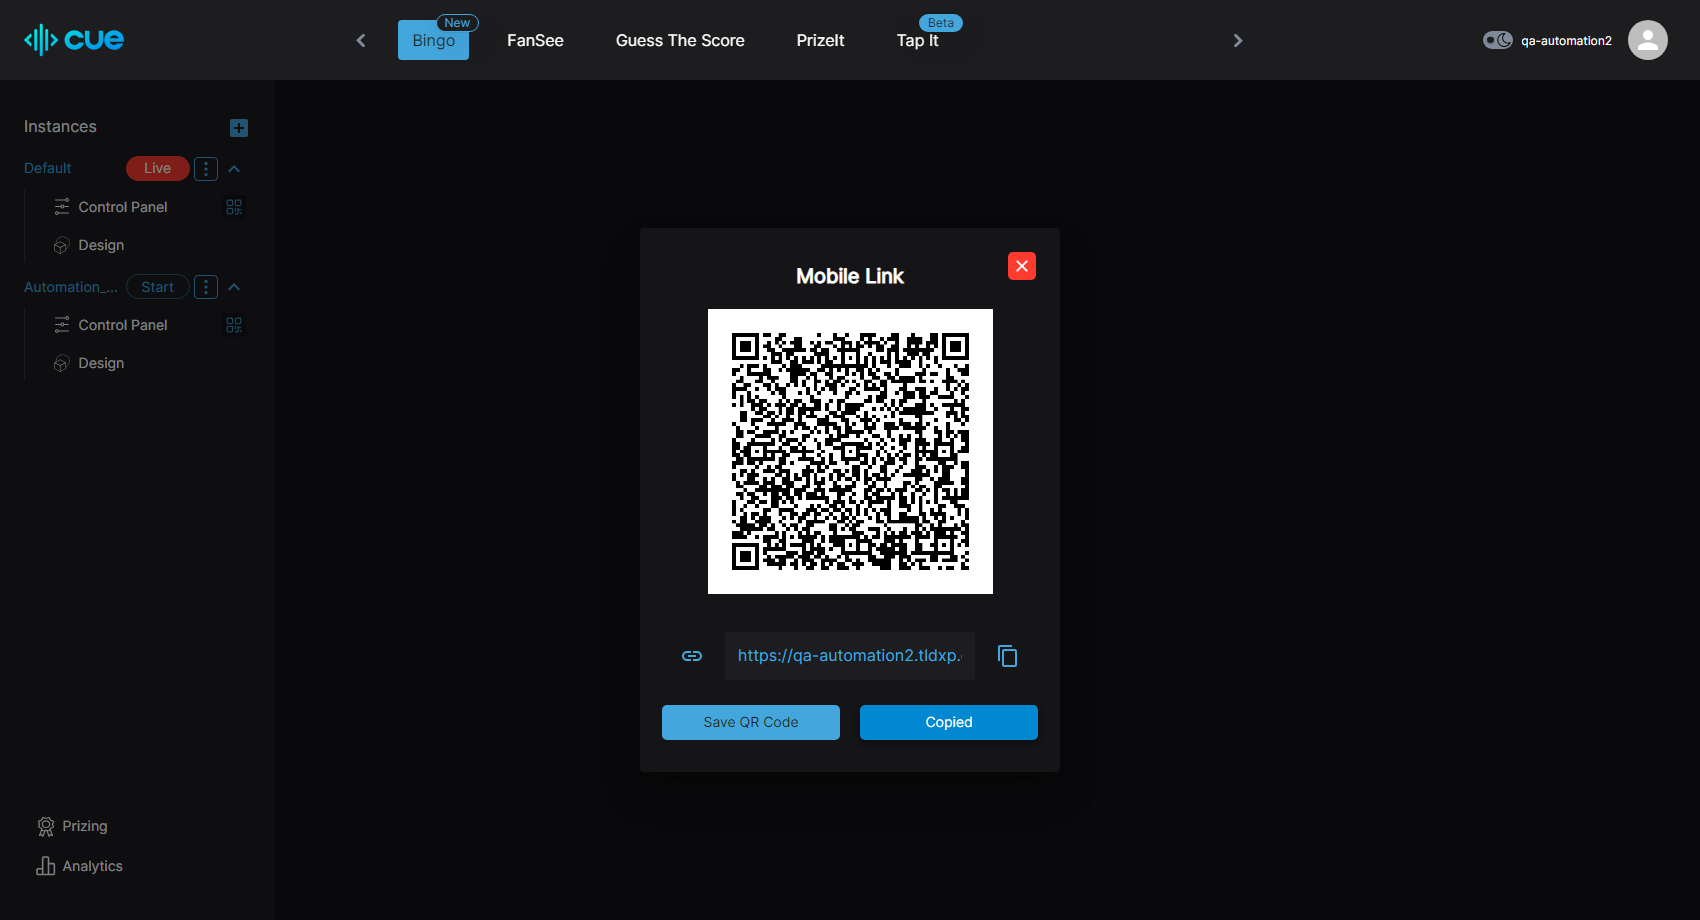 cue
Bingo
New
FanSee
Guess The Score
PrizeIt
Tap It
Beta
qa-automation2
Instances
Default
Live
Control Panel
Design
Automation_...
Start
Control Panel
Design
Prizing
Analytics
Mobile Link
https://qa-automation2.tldxp.
Save QR Code
Copied